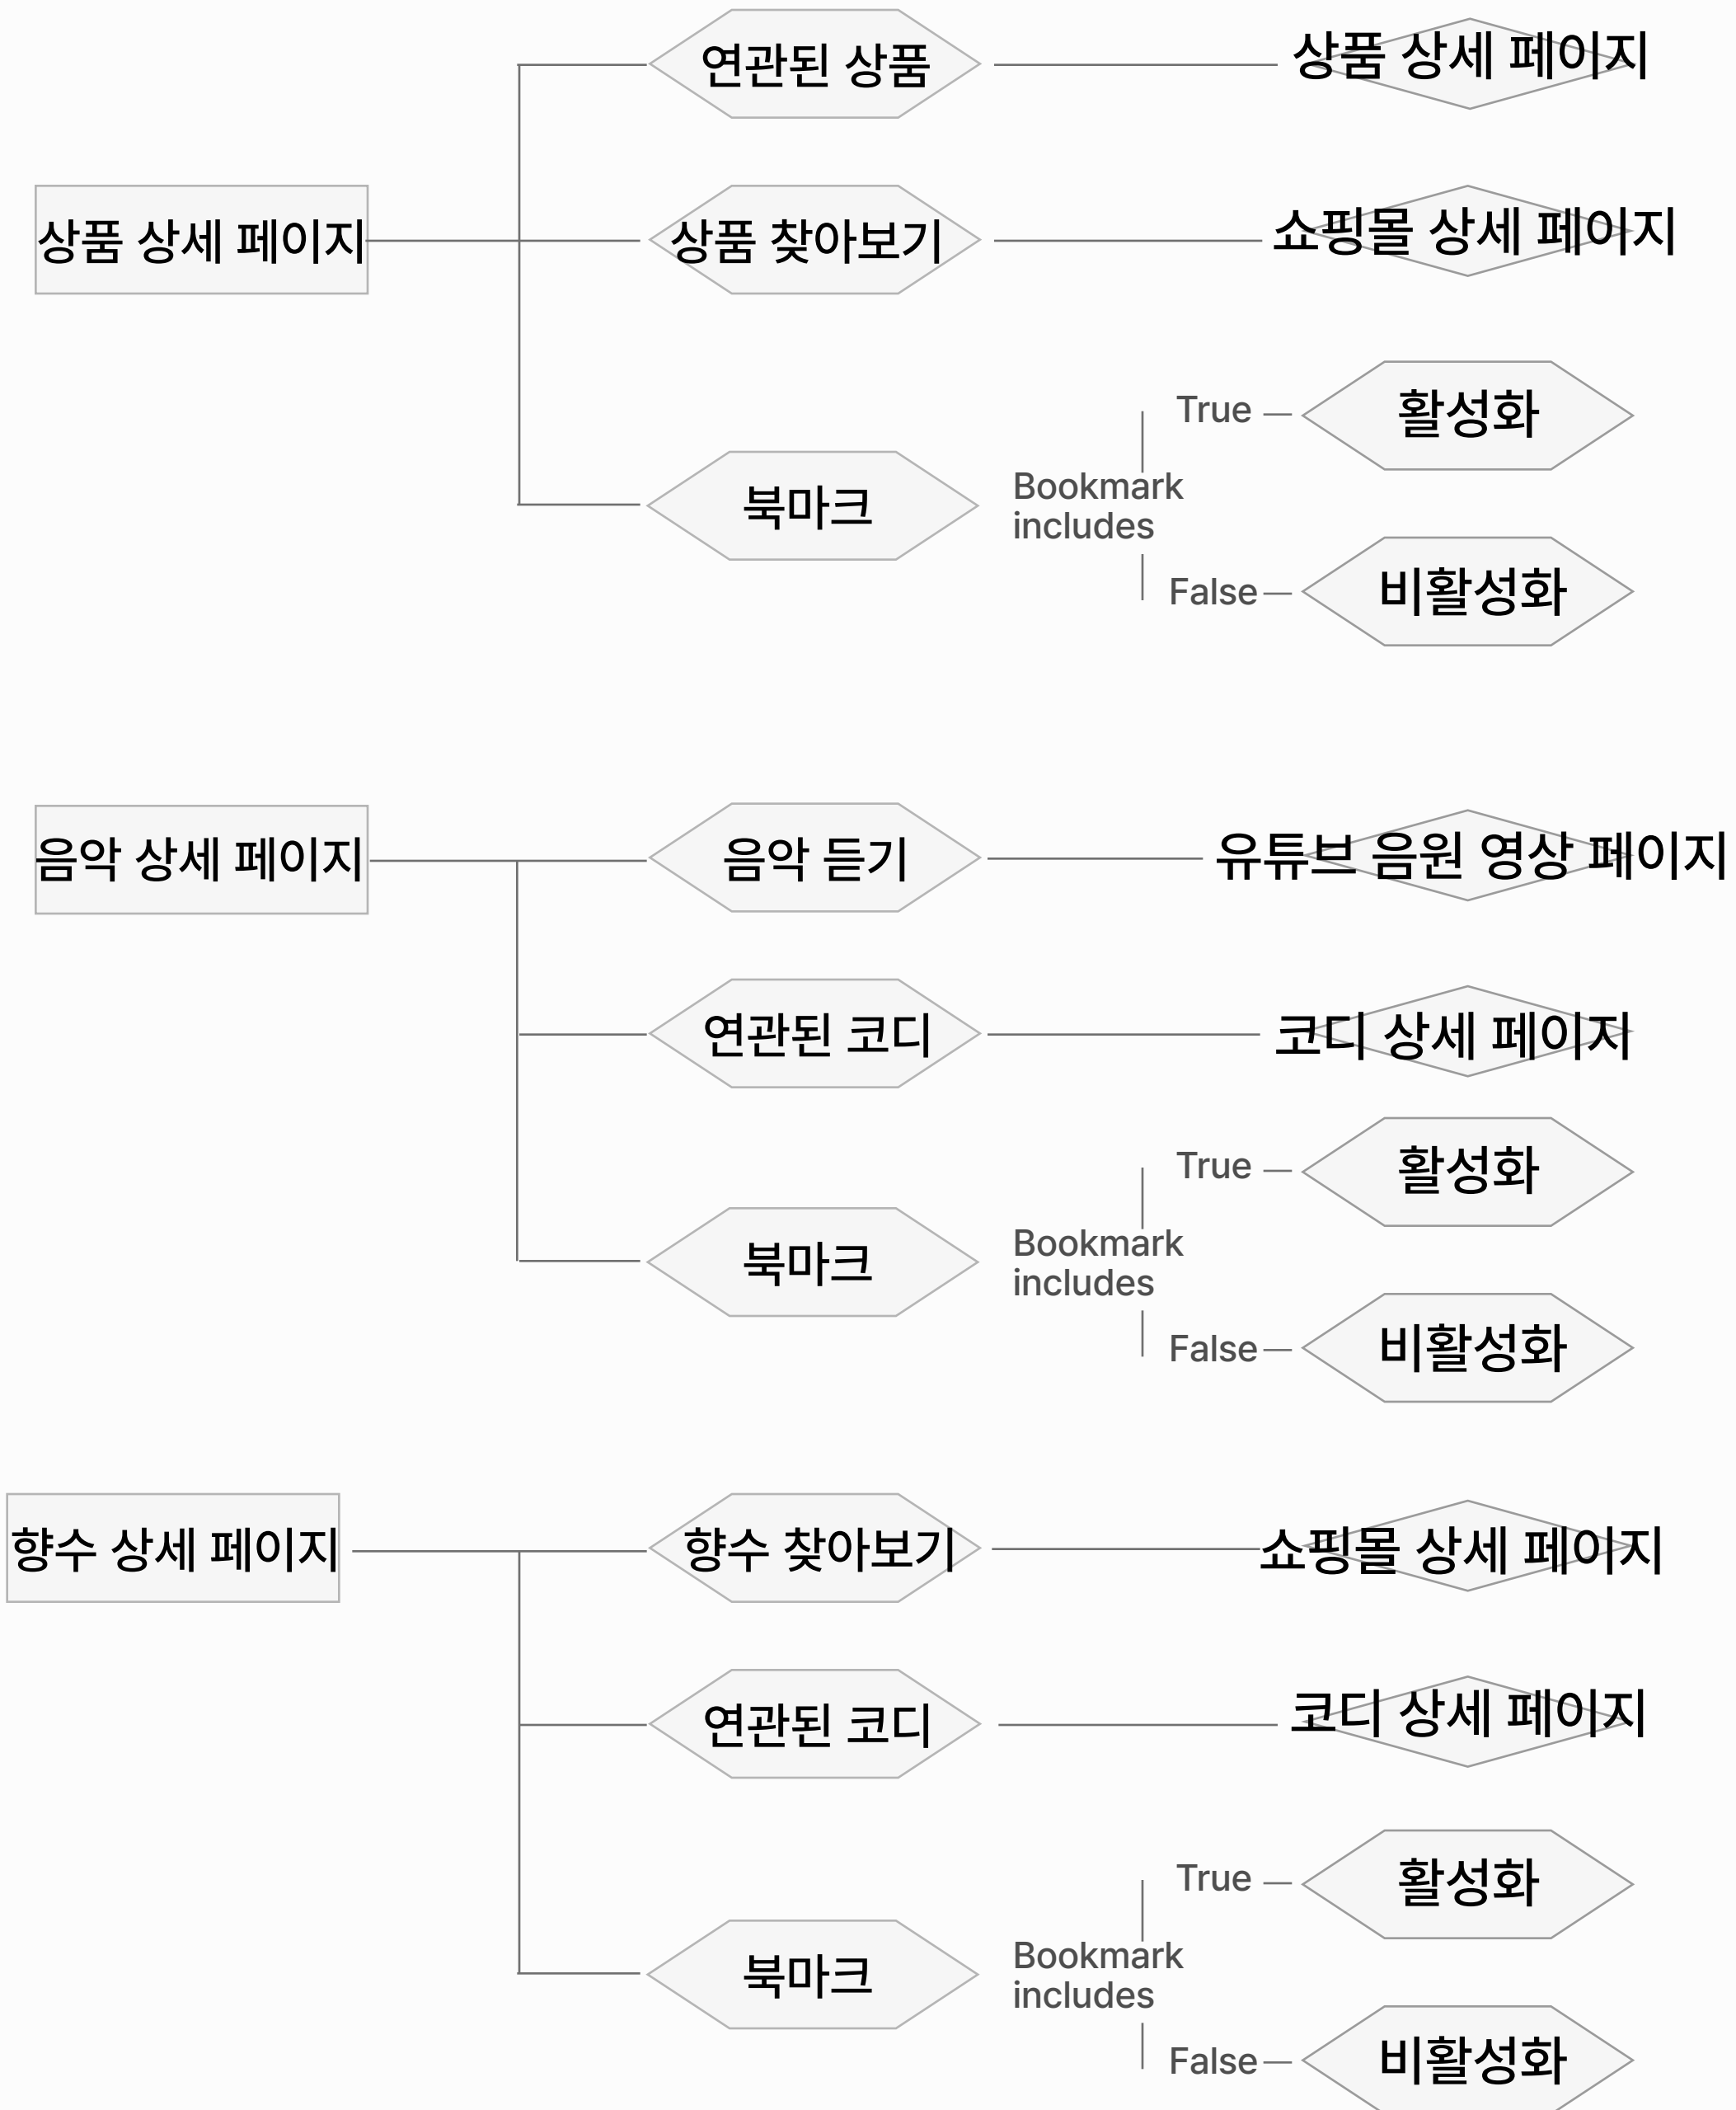 연관된 상품
상품 상세 페이지
상품 상세 페이지
상품 찾아보기
쇼핑몰 상세 페이지
북마크
Bookmark
includes
True
활성화
False
비활성화
음악 상세 페이지
음악 듣기
유튜브 음원 영상 페이지
연관된 코디
코디 상세 페이지
북마크
Bookmark
includes
True
활성화
False
비활성화
향수 상세 페이지
향수 찾아보기
쇼핑몰 상세 페이지
연관된 코디
코디 상세 페이지
북마크
Bookmark
includes
True
활성화
False
비활성화